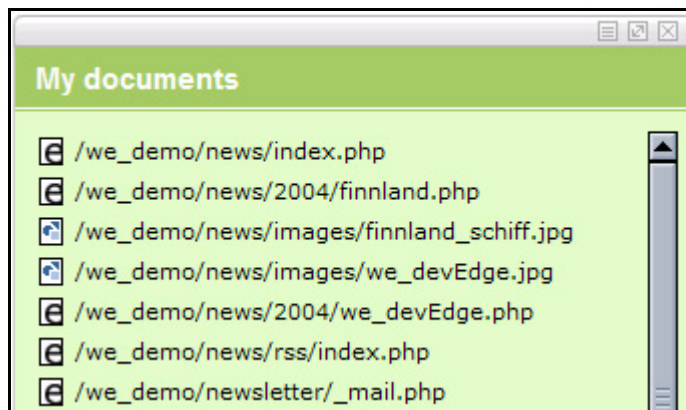 My documents
/we_demo/news/index.php
/we_demo/news/2004/finnland.php
/we_demo/news/images/finnland_schiff.jpg
/we_demo/news/images/we_devEdge.jpg
/we_demo/news/2004/we_devEdge.php
/we_demo/news/rss/index.php
/we_demo/newsletter/_mail.php